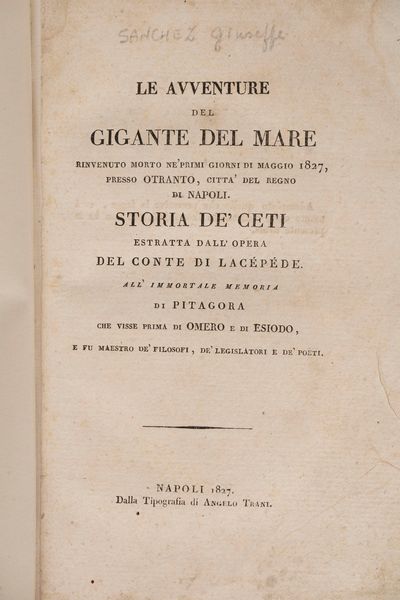 SANCHEZ Giuseffe
LE AVVENTURE
DEL
GIGANTE DEL MARE
RINVENUTO MORTO NE' PRIMI GIORNI DI MAGGIO 1827,
PRESSO OTRANTO, CITTA' DEL REGNO
DI NAPOLI.
STORIA DE' CETI
ESTRATTA DALL' OPERA
DEL CONTE DI LACÉPÉDE.
ALL' IMMORTALE MEMORIA
DI PITAGORA
CHE VISSE PRIMA DI OMERO E DI ESIODO,
E FU MAESTRO DE' FILOSOFI, DE' LEGISLATORI E DE' POETI.
NAPOLI 1827.
Dalla Tipografia di ANGELO TRANI.